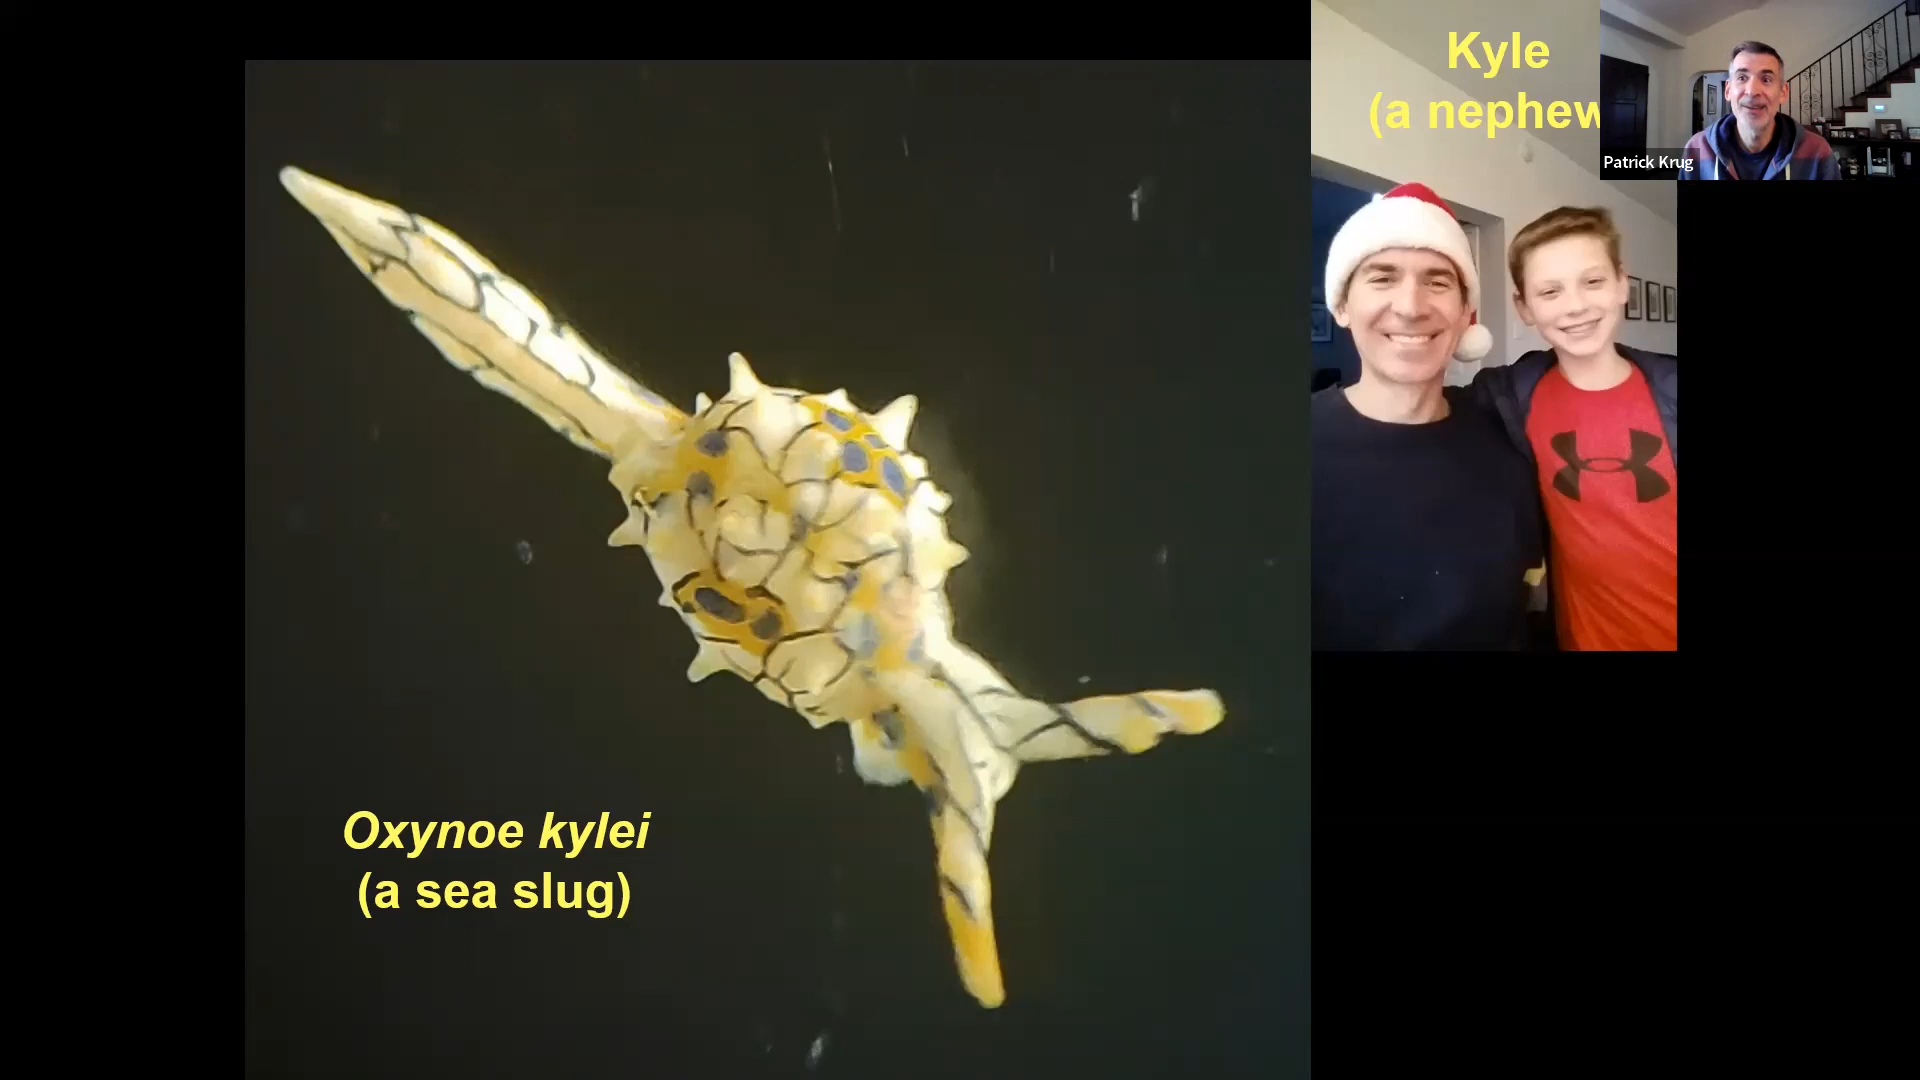 Kyle
(a nephew
Patrick Krug
Oxynoe kylei
(a sea slug)